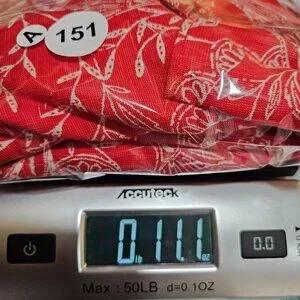 A
151
ACCUTECK
0 lb 11.1 oz
0.0
Max : 50LB d=0.1OZ